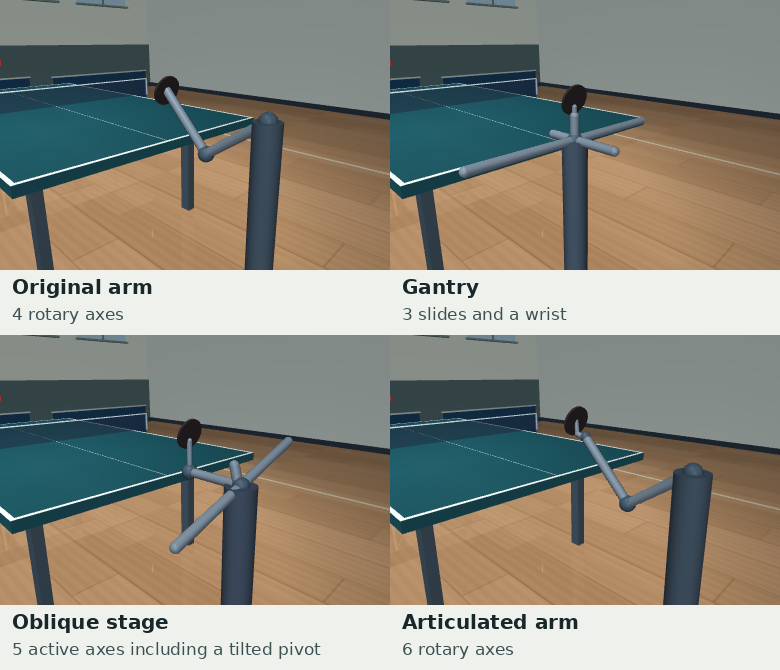 Original arm
4 rotary axes
Gantry
3 slides and a wrist
Oblique stage
5 active axes including a tilted pivot
Articulated arm
6 rotary axes